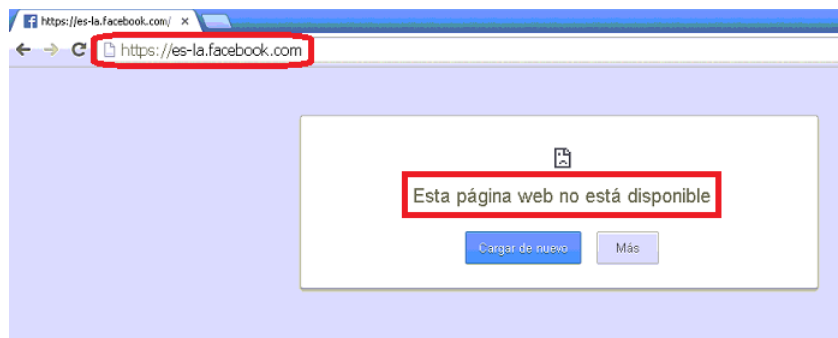 https://es-la.facebook.com/
https://es-la.facebook.com
Esta página web no está disponible
Cargar de nuevo
Más